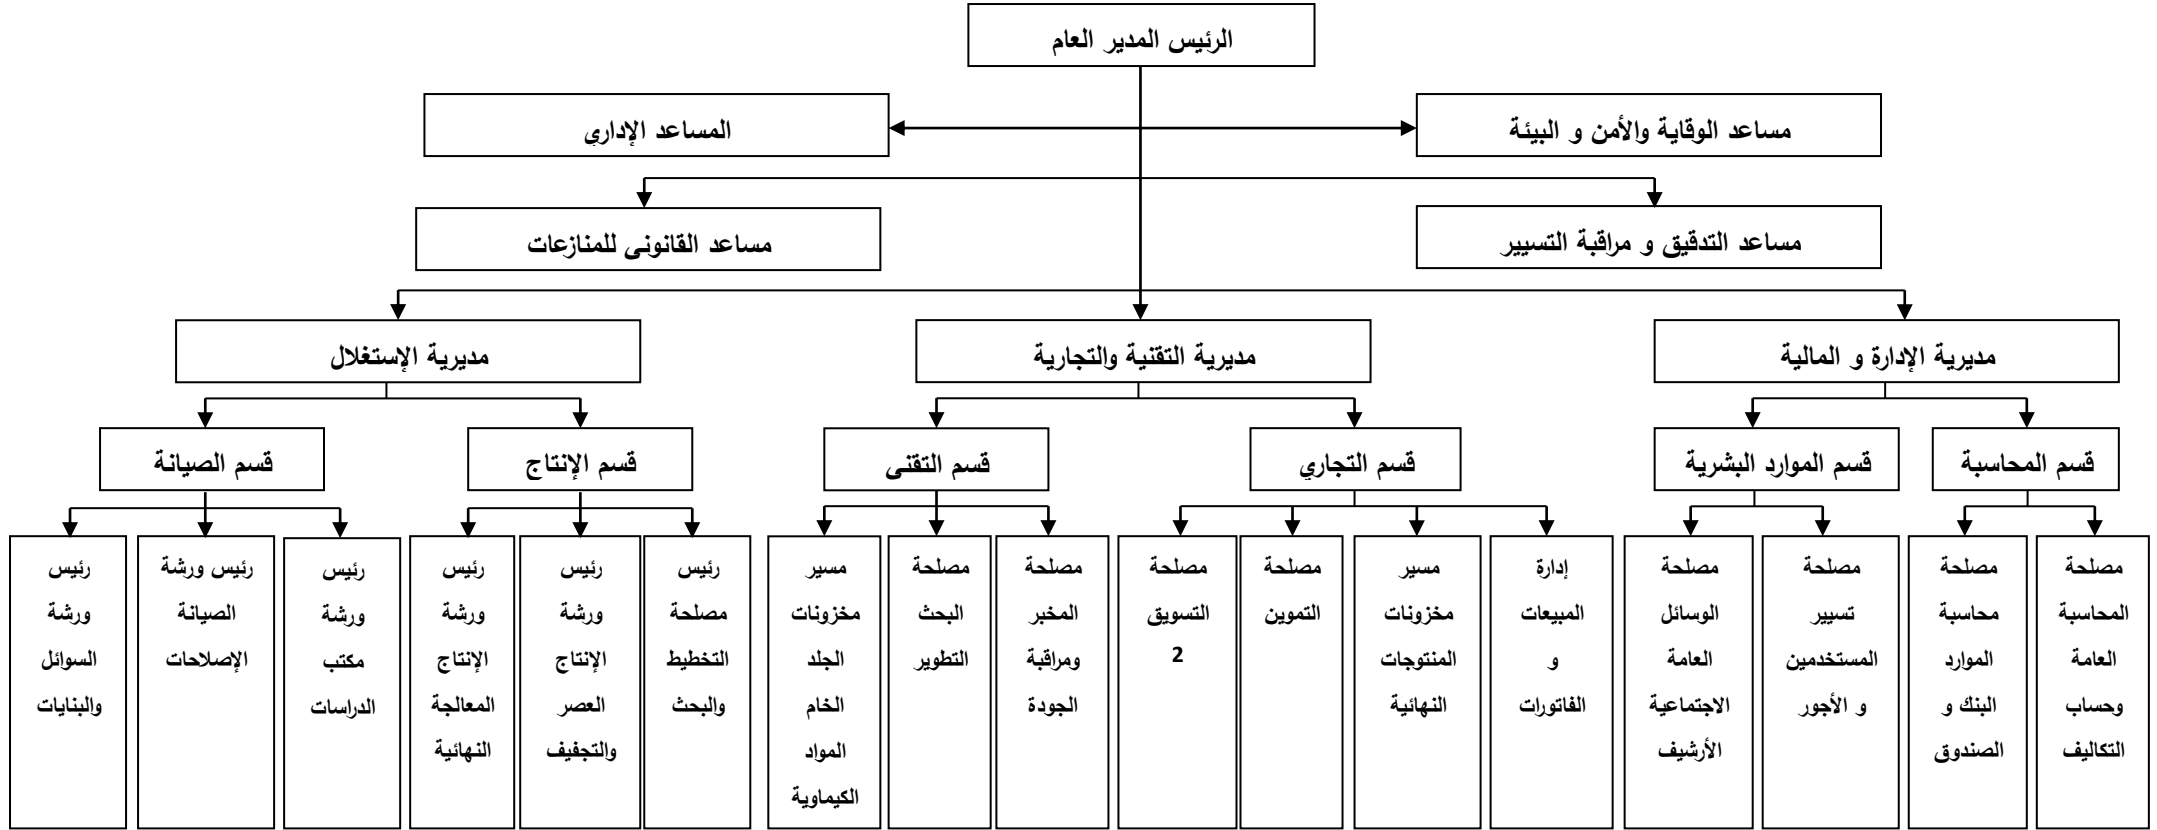 الرئيس المدير العام
مساعد الوقاية والأمن و البيئة
المساعد الإداري
مساعد التدقيق و مراقبة التسيير
مساعد القانونى للمنازعات
مديرية الإدارة و المالية
مديرية التقنية والتجارية
مديرية الإستغلال
قسم المحاسبة
قسم الموارد البشرية
قسم التجاري
قسم التقنى
قسم الإنتاج
قسم الصيانة
مصلحة
المحاسبة
العامة
وحساب
التكاليف
مصلحة
محاسبة
الموارد
البنك و
الصندوق
مصلحة
تسيير
المستخدمين
و الأجور
مصلحة
الوسائل
العامة
الاجتماعية
الأرشيف
إدارة
المبيعات
و
الفاتورات
مسير
مخزونات
المنتوجات
النهائية
مصلحة
التموين
مصلحة
التسويق
2
مصلحة
المخبر
ومراقبة
الجودة
مصلحة
البحث
التطوير
مسير
مخزونات
الجلد
الخام
المواد
الكيماوية
رئيس
مصلحة
التخطيط
والبحث
رئيس
ورشة
الإنتاج
العصر
والتجفيف
رئيس
ورشة
الإنتاج
المعالجة
النهائية
رئيس
ورشة
مكتب
الدراسات
رئيس ورشة
الصيانة
الإصلاحات
رئيس
ورشة
السوائل
والبنايات